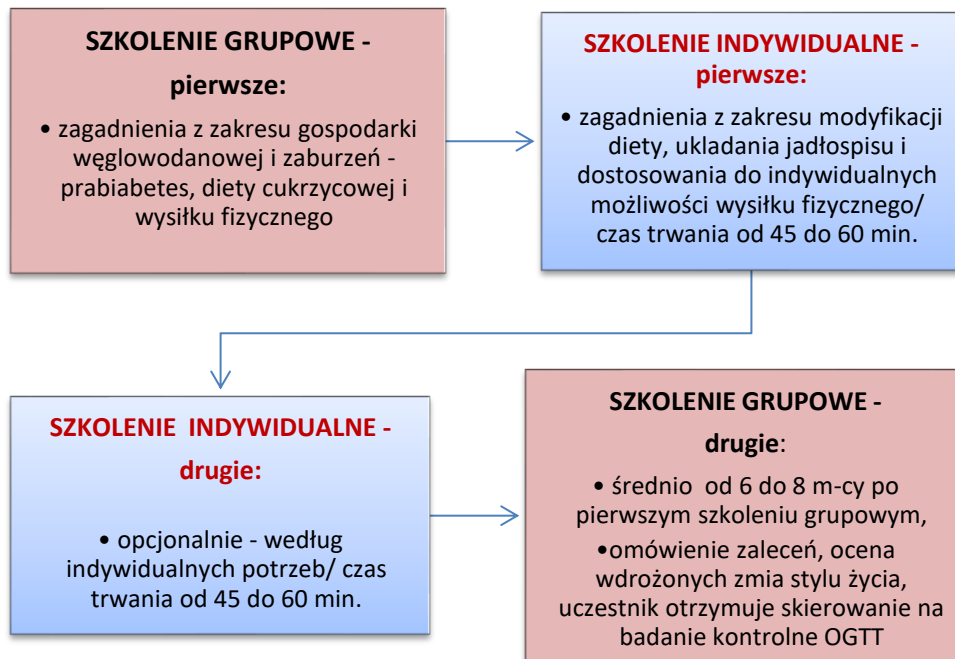 SZKOLENIE GRUPOWE -
pierwsze:
• zagadnienia z zakresu gospodarki
węglowodanowej i zaburzeń -
prabiabetes, diety cukrzycowej i
wysiłku fizycznego
SZKOLENIE INDYWIDUALNE -
pierwsze:
• zagadnienia z zakresu modyfikacji
diety, ukladania jadłospisu i
dostosowania do indywidualnych
możliwości wysiłku fizycznego/
czas trwania od 45 do 60 min.
SZKOLENIE INDYWIDUALNE -
drugie:
• opcjonalnie - według
indywidualnych potrzeb/ czas
trwania od 45 do 60 min.
SZKOLENIE GRUPOWE -
drugie:
• średnio od 6 do 8 m-cy po
pierwszym szkoleniu grupowym,
•omówienie zaleceń, ocena
wdrożonych zmia stylu życia,
uczestnik otrzymuje skierowanie na
badanie kontrolne OGTT